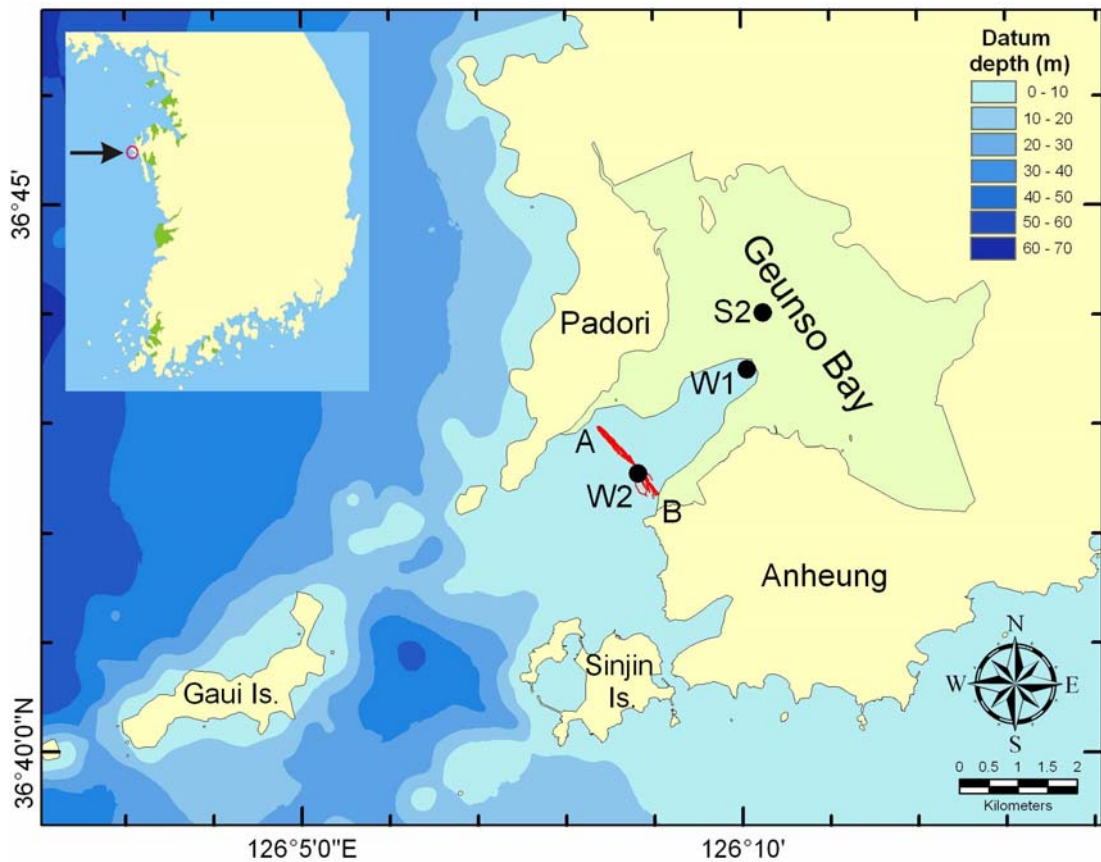 Datum
depth (m)
0 - 10
10 - 20
20 - 30
30 - 40
40 - 50
50 - 60
60 - 70
36°45'
Geunso Bay
S2
Padori
W1
A
W2
B
Anheung
Sinjin
Is.
Gaui Is.
N
W
E
S
36°40'0"N
0 0.5 1 1.5 2
Kilometers
126°5'0"E
126°10'